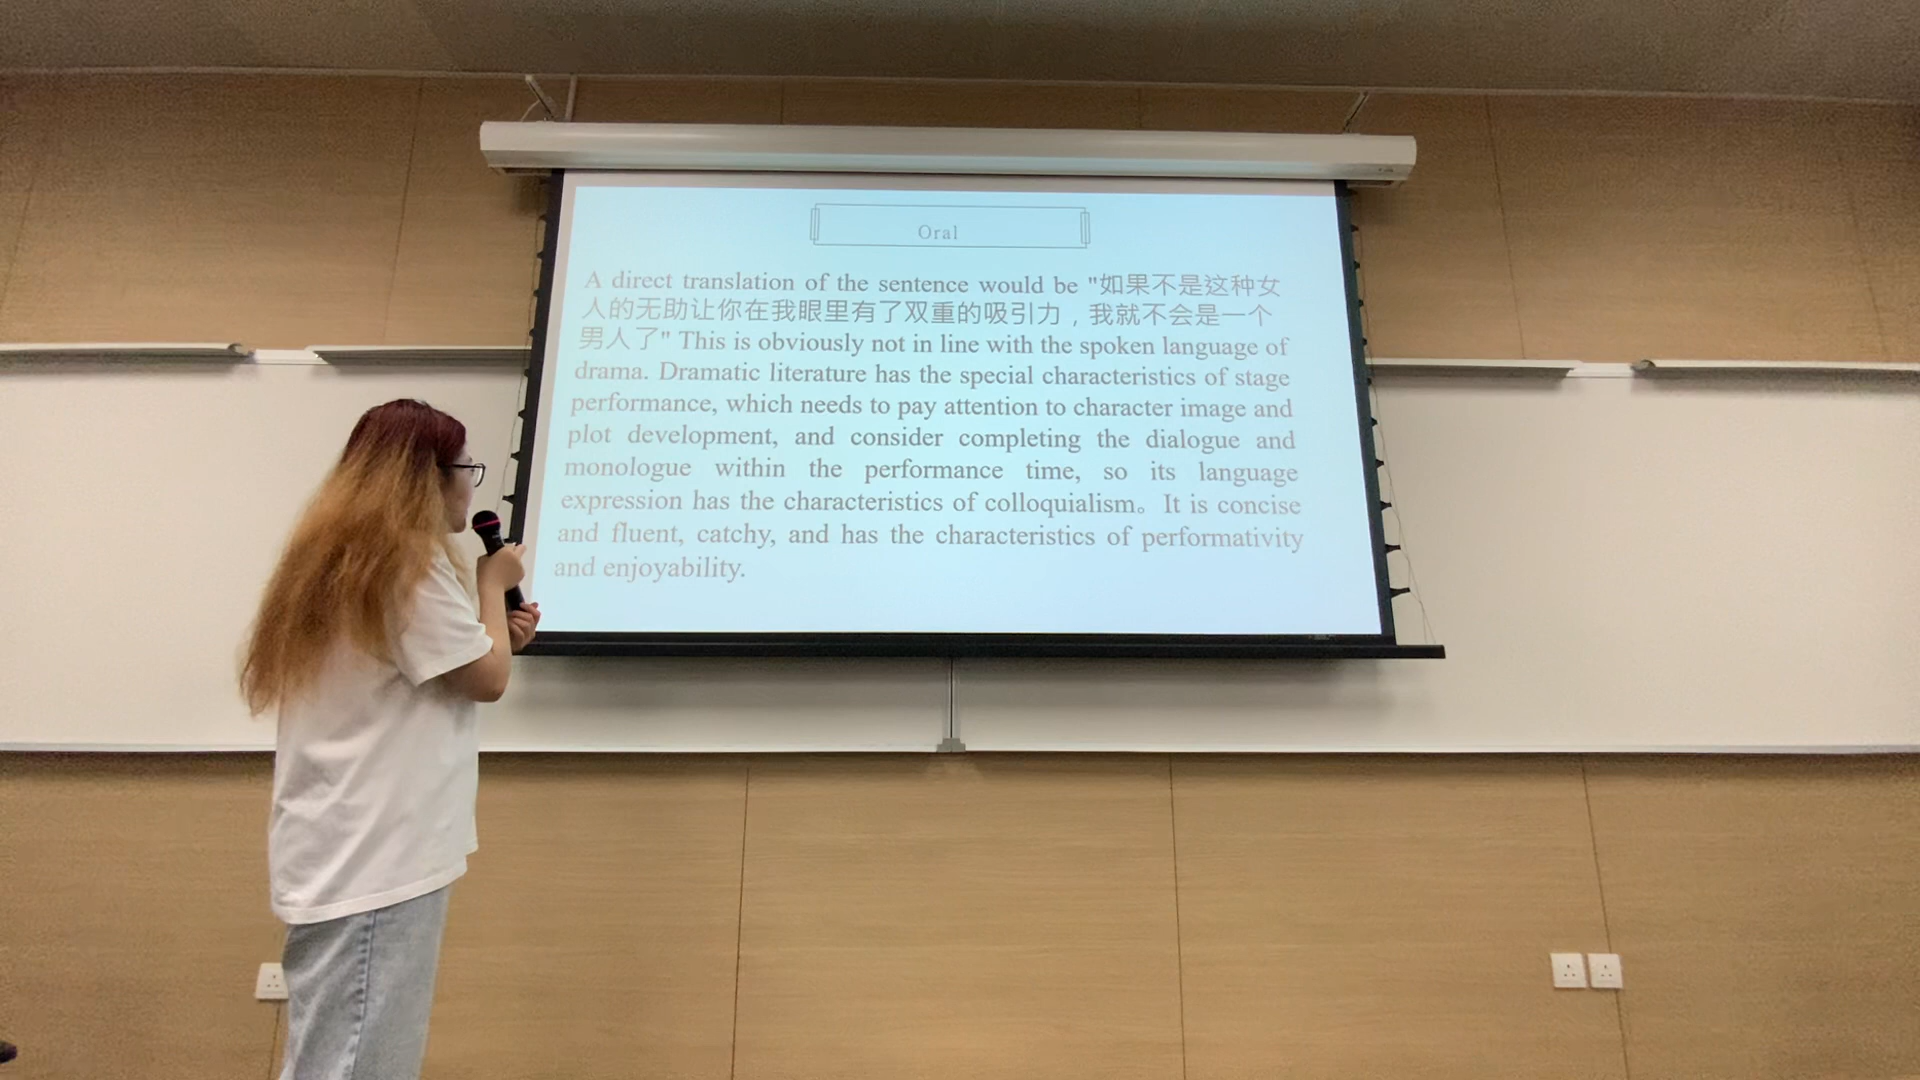 Oral
A direct translation of the sentence would be "如果不是这种女
人的无助让你在我眼里有了双重的吸引力，我就不会是一个
男人了" This is obviously not in line with the spoken language of
drama. Dramatic literature has the special characteristics of stage
performance, which needs to pay attention to character image and
plot development, and consider completing the dialogue and
monologue within the performance time, so its language
expression has the characteristics of colloquialism。 It is concise
and fluent, catchy, and has the characteristics of performativity
and enjoyability.